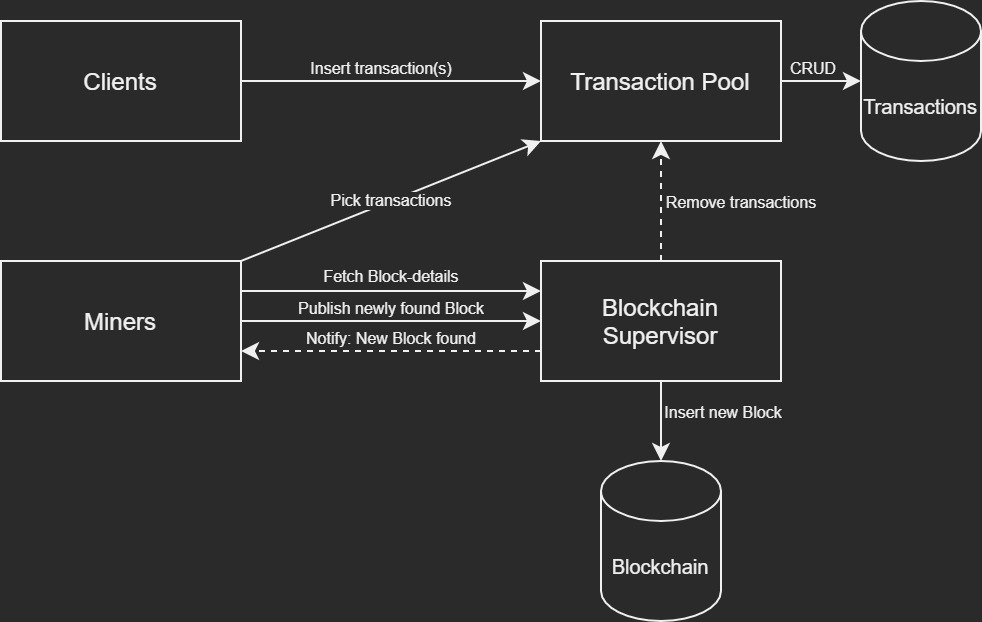 Clients
Insert transaction(s)
Transaction Pool
CRUD
Transactions
Pick transactions
Remove transactions
Miners
Fetch Block-details
Publish newly found Block
Notify: New Block found
Blockchain
Supervisor
Insert new Block
Blockchain